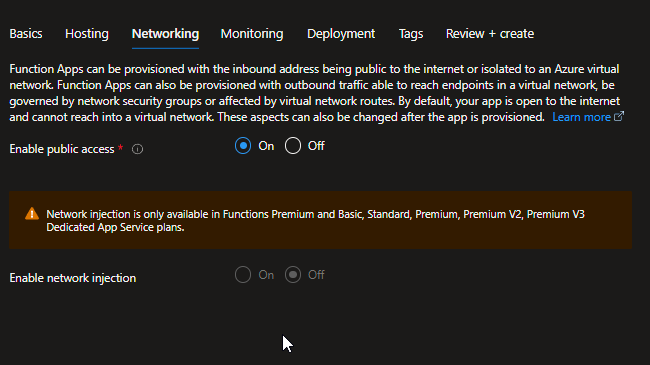 Basics Hosting Networking Monitoring Deployment Tags Review + create
Function Apps can be provisioned with the inbound address being public to the internet or isolated to an Azure virtual
network. Function Apps can also be provisioned with outbound traffic able to reach endpoints in a virtual network, be
governed by network security groups or affected by virtual network routes. By default, your app is open to the internet
and cannot reach into a virtual network. These aspects can also be changed after the app is provisioned. Learn more
Enable public access * On Off
Network injection is only available in Functions Premium and Basic, Standard, Premium, Premium V2, Premium V3
Dedicated App Service plans.
Enable network injection On Off